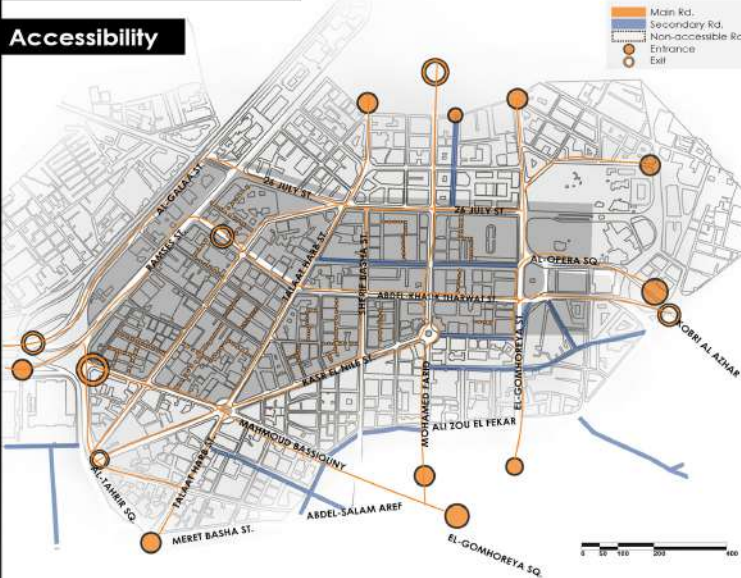 Accessibility
Main Rd.
Secondary Rd.
Non-accessible Rd
Entrance
Exit
AL-GALAA ST.
26 JULY ST.
RAMSES ST.
TALAAT HARB ST.
SHERIF BASHA ST.
26 JULY ST.
AL-OPERA SQ.
ABDEL-KHALIK THARWAT ST.
KOBRI AL AZHAR
KASR EL NILE ST.
MOHAMED FARID
EL-GOMHOREYA ST.
ALI ZOU EL FEKAR
MAHMOUD BASSIOUNY
TALAAT HARB ST.
AL-TAHRIR SQ.
MERET BASHA ST.
ABDEL-SALAM AREF
EL-GOMHOREYA SQ.
0 50 100 200 400